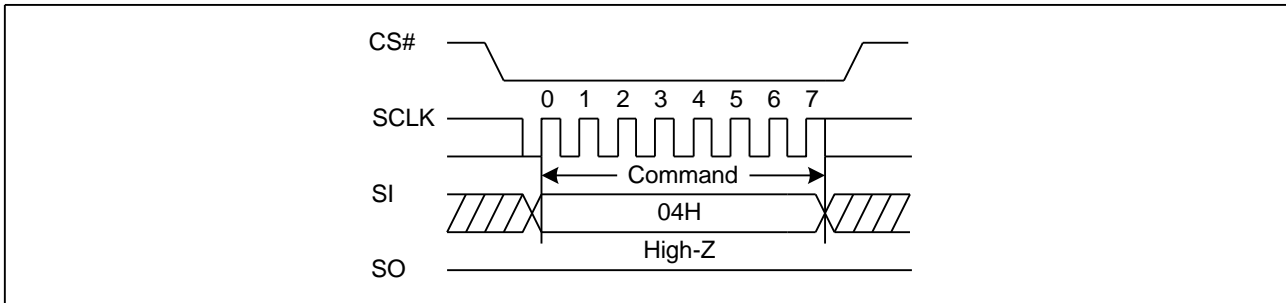 CS#
0 1 2 3 4 5 6 7
SCLK
Command
SI
04H
High-Z
SO